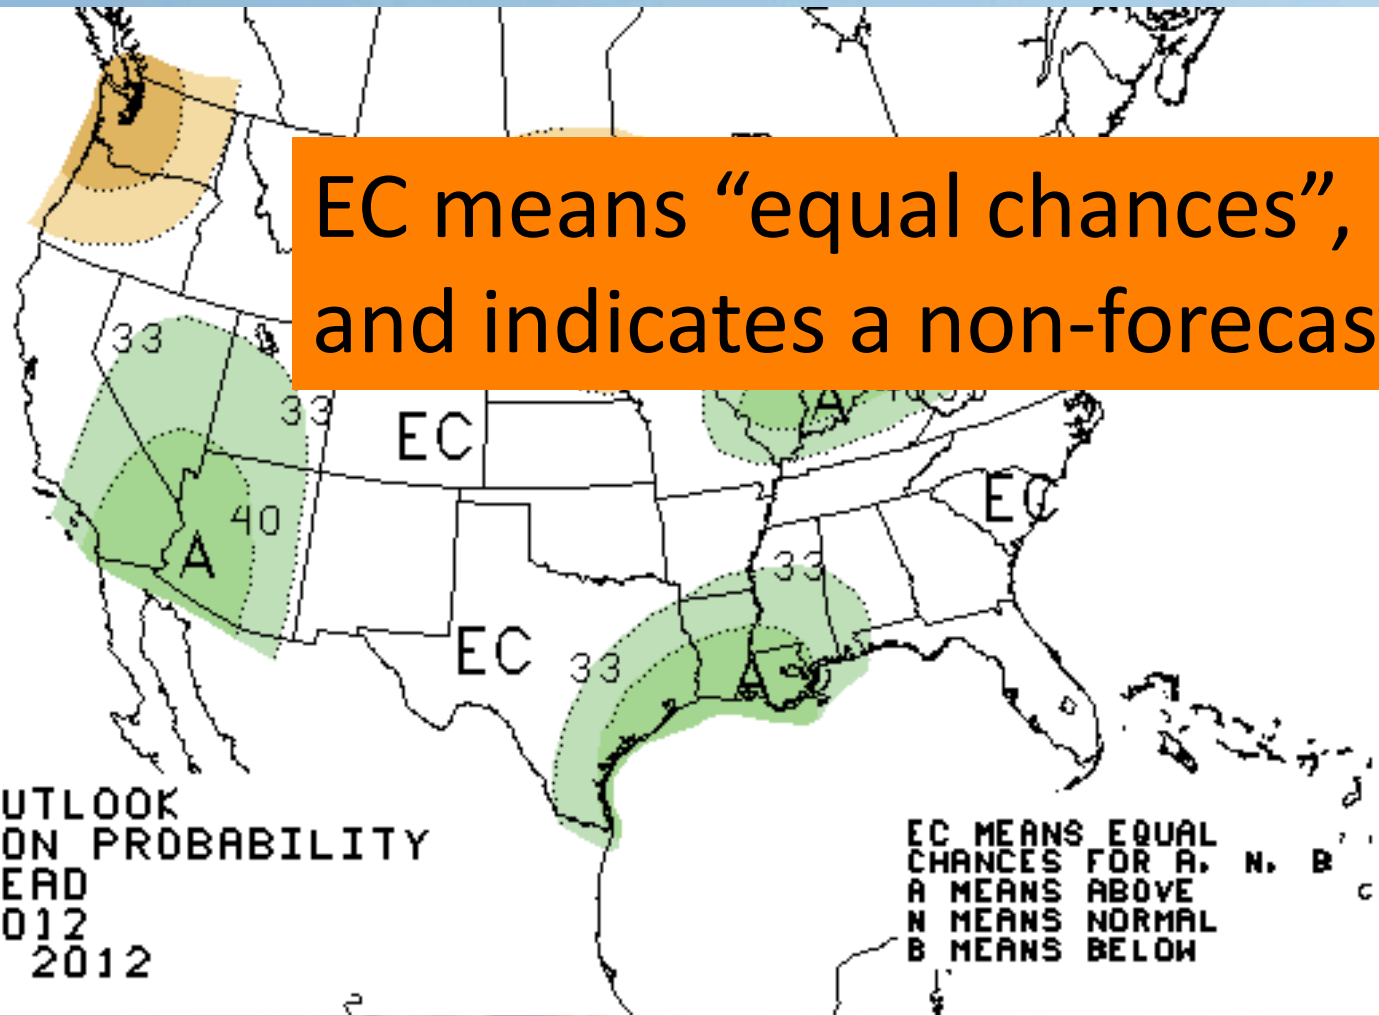 EC means “equal chances”,
and indicates a non-forecas
33
33
EC
A
EC
40
A
33
EC
33
A
UTLOOK
ON PROBABILITY
EAD
012
2012
EC MEANS EQUAL
CHANCES FOR A, N, B
A MEANS ABOVE
N MEANS NORMAL
B MEANS BELOW